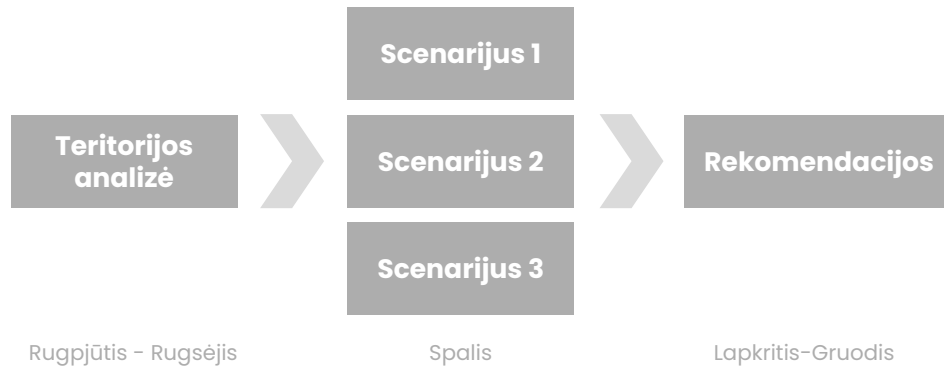 Scenarijus 1
Teritorijos
analizė
Scenarijus 2
Rekomendacijos
Scenarijus 3
Rugpjūtis - Rugsėjis
Spalis
Lapkritis-Gruodis